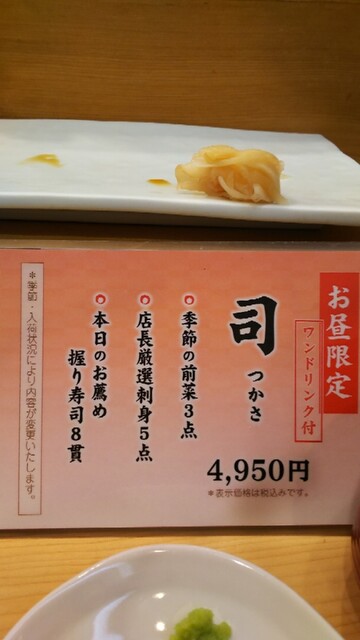 お昼限定
ワンドリンク付
司
つかさ
季節の前菜3点
店長厳選刺身5点
本日のお薦め
握り寿司8貫
4,950円
*表示価格は税込みです。
*季節・入荷状況により内容が変更いたします。